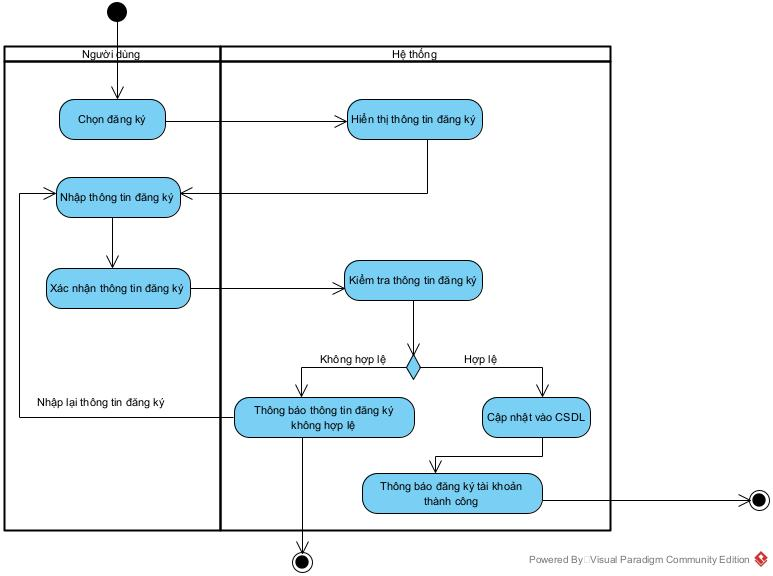 Người dùng
Hệ thống
Chọn đăng ký
Hiển thị thông tin đăng ký
Nhập thông tin đăng ký
Xác nhận thông tin đăng ký
Kiểm tra thông tin đăng ký
Không hợp lệ
Hợp lệ
Nhập lại thông tin đăng ký
Thông báo thông tin đăng ký
không hợp lệ
Cập nhật vào CSDL
Thông báo đăng ký tài khoản
thành công
Powered By Visual Paradigm Community Edition